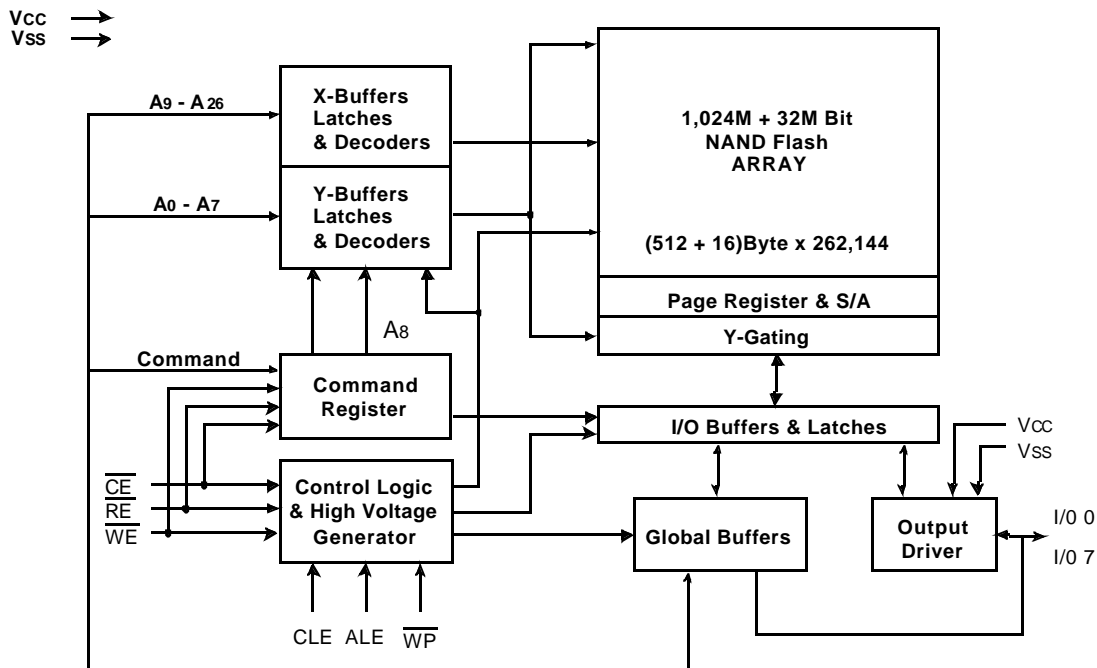 VCC
VSS
A9 - A26
X-Buffers
Latches
& Decoders
1,024M + 32M Bit
NAND Flash
ARRAY
A0 - A7
Y-Buffers
Latches
& Decoders
(512 + 16)Byte x 262,144
Page Register & S/A
A8
Y-Gating
Command
Command
Register
I/O Buffers & Latches
VCC
VSS
CE
RE
WE
Control Logic
& High Voltage
Generator
Global Buffers
Output
Driver
I/0 0
I/0 7
CLE
ALE
WP